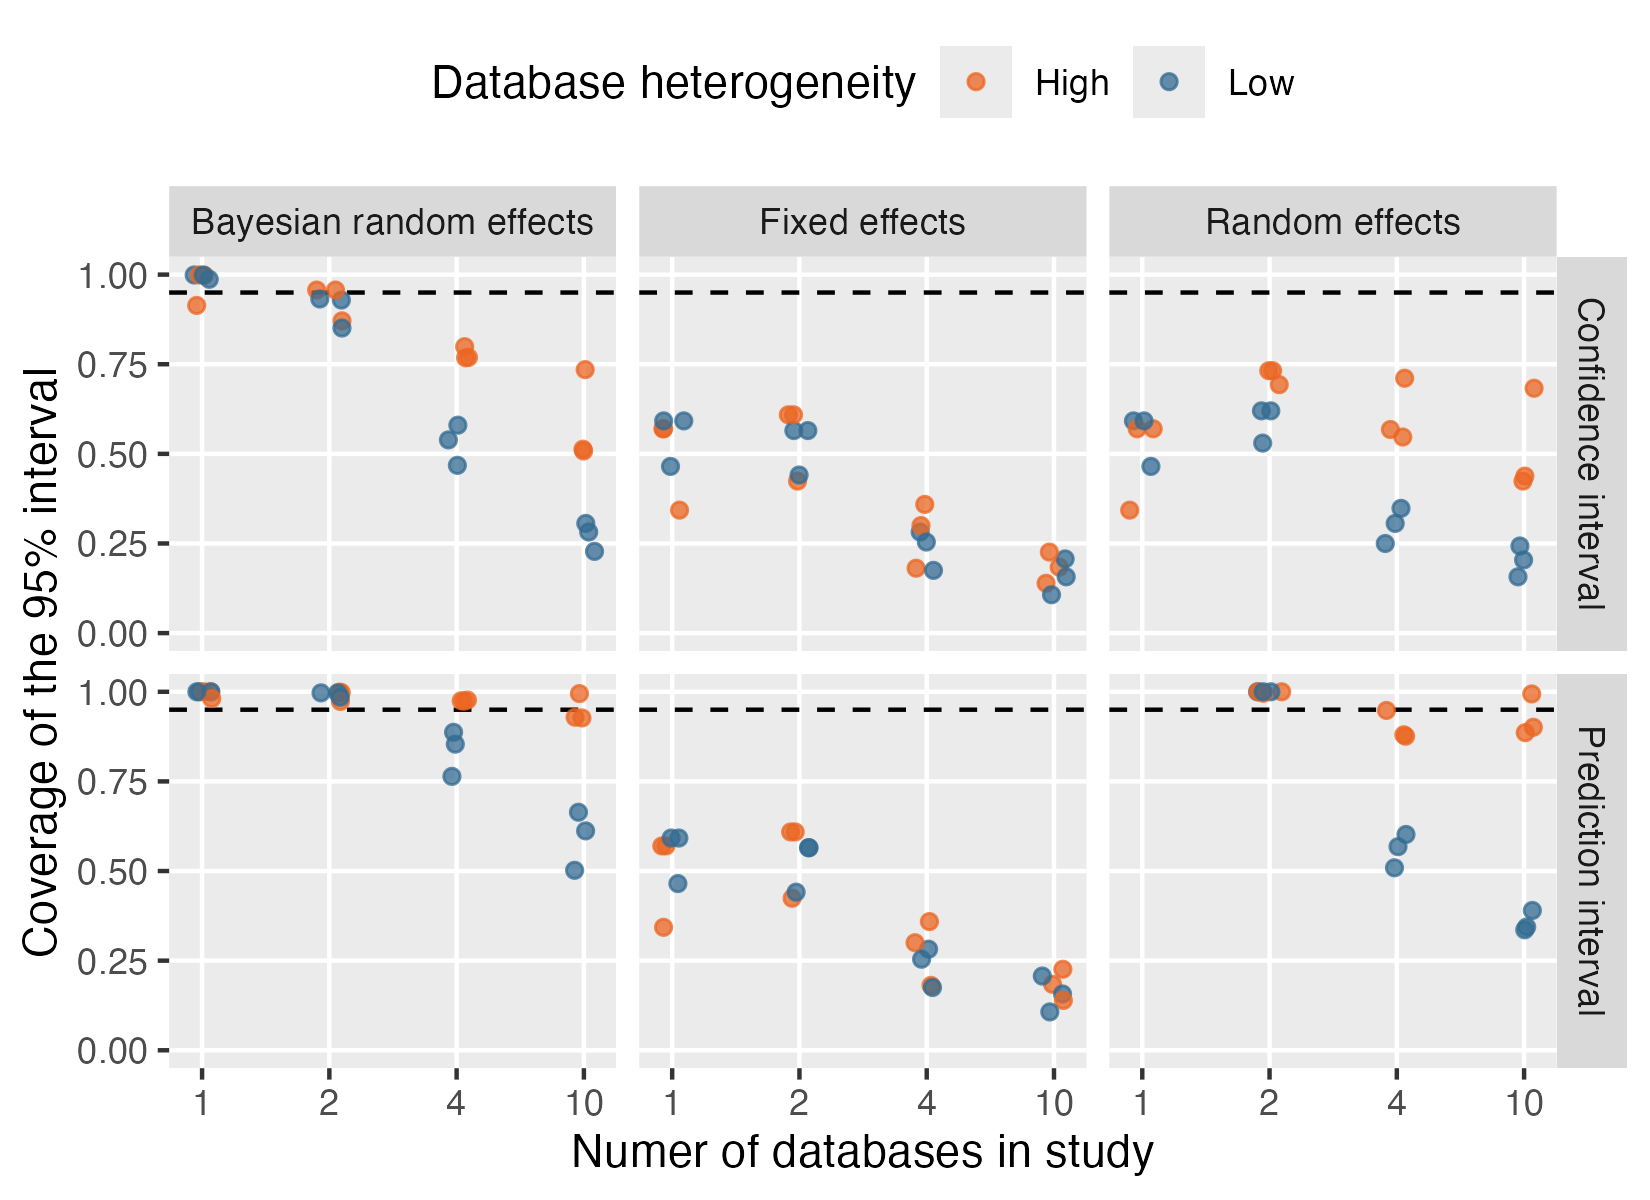 Database heterogeneity High Low
Bayesian random effects Fixed effects Random effects
Coverage of the 95% interval
1.00
0.75
0.50
0.25
0.00
Confidence interval
1.00
0.75
0.50
0.25
0.00
Prediction interval
1 2 4 10 1 2 4 10 1 2 4 10
Numer of databases in study